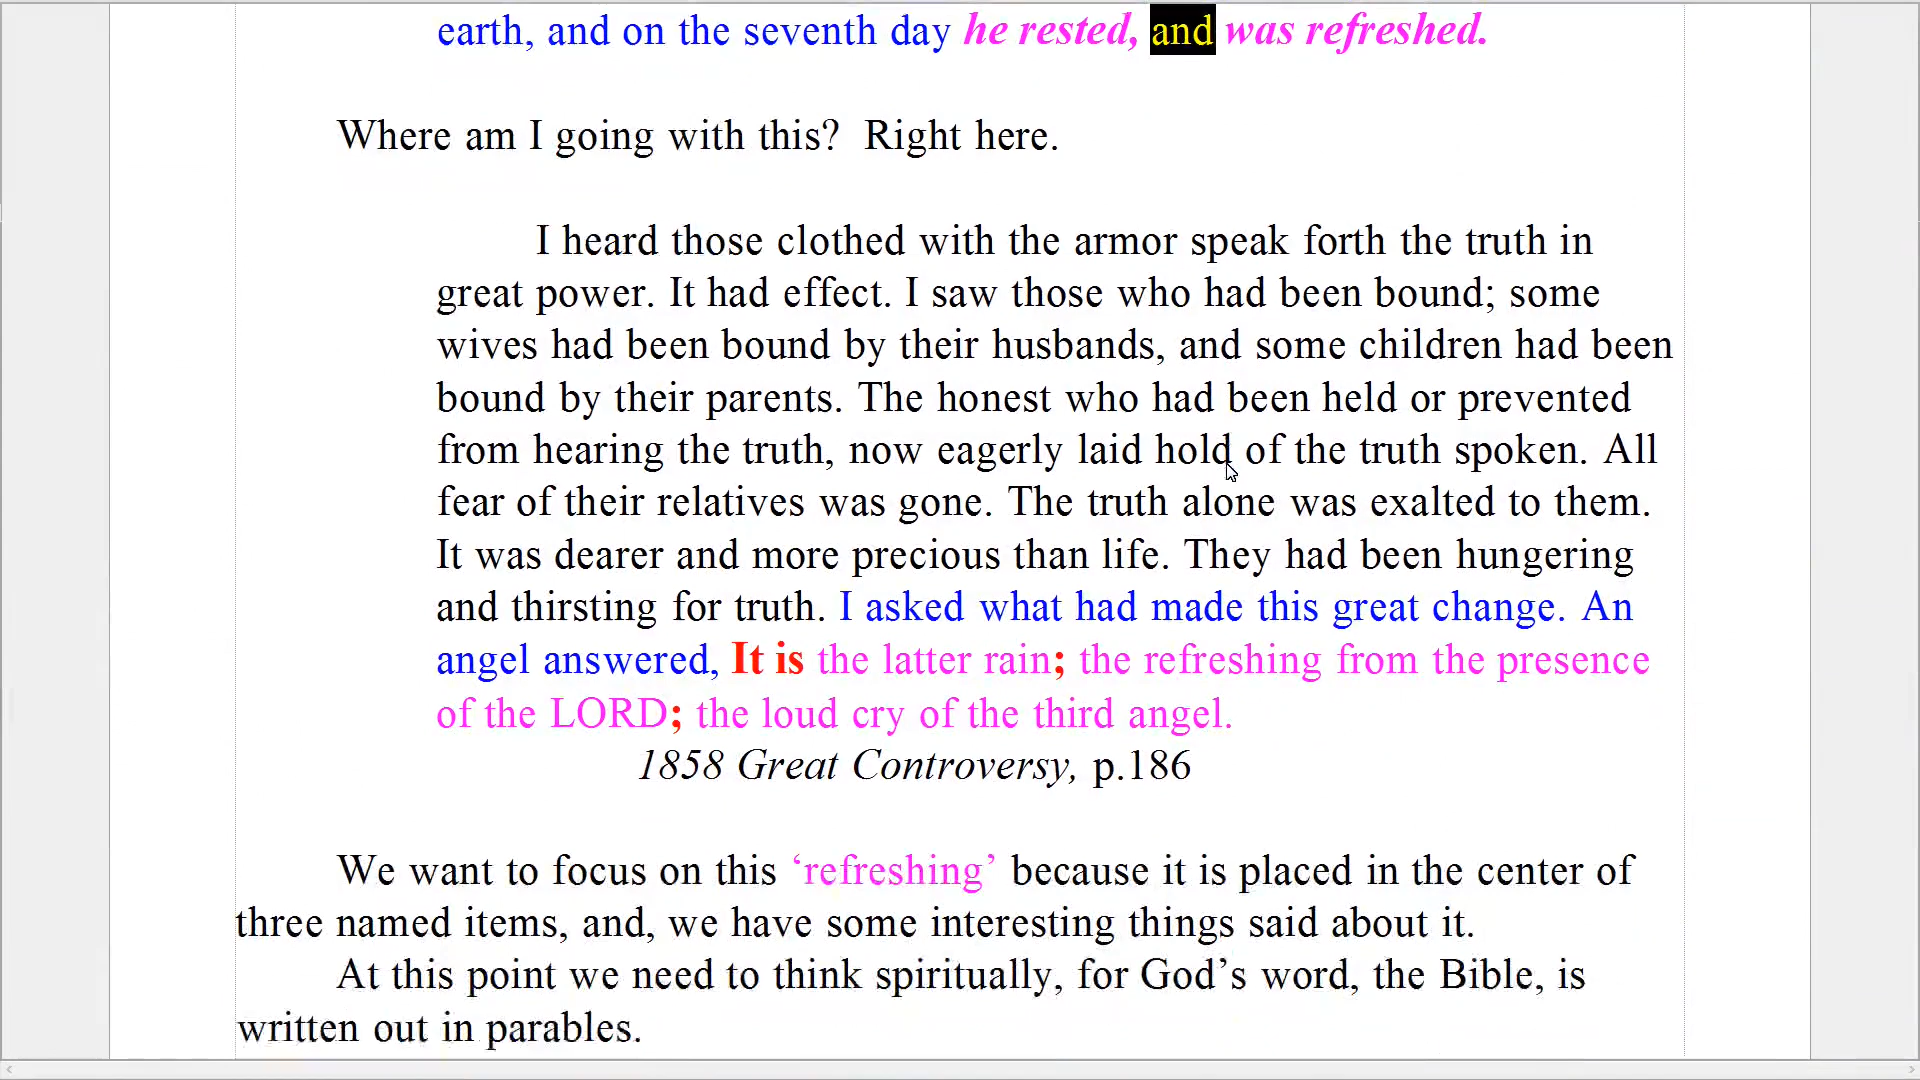 earth, and on the seventh day he rested, and was refreshed.
Where am I going with this?  Right here.
I heard those clothed with the armor speak forth the truth in
great power. It had effect. I saw those who had been bound; some
wives had been bound by their husbands, and some children had been
bound by their parents. The honest who had been held or prevented
from hearing the truth, now eagerly laid hold of the truth spoken. All
fear of their relatives was gone. The truth alone was exalted to them.
It was dearer and more precious than life. They had been hungering
and thirsting for truth. I asked what had made this great change. An
angel answered, It is the latter rain; the refreshing from the presence
of the LORD; the loud cry of the third angel.
1858 Great Controversy, p.186
We want to focus on this ‘refreshing’ because it is placed in the center of
three named items, and, we have some interesting things said about it.
At this point we need to think spiritually, for God’s word, the Bible, is
written out in parables.